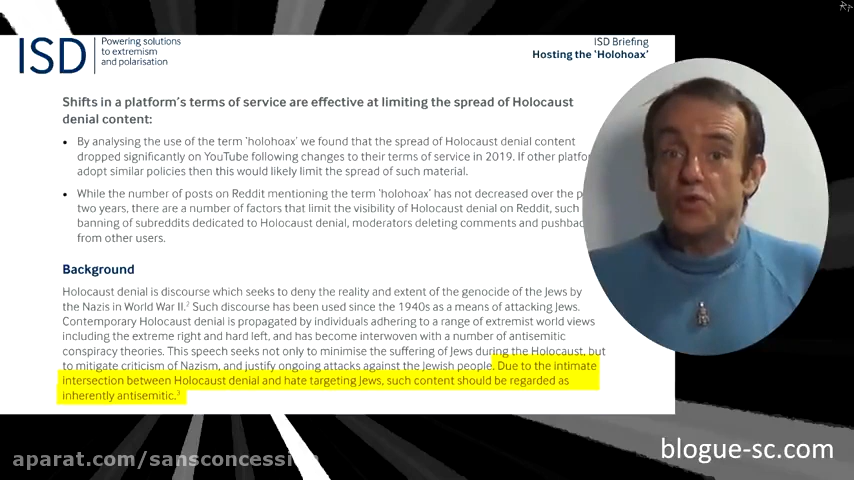 ISD
Powering solutions
to extremism
and polarisation
ISD Briefing
Hosting the ‘Holohoax’
Shifts in a platform’s terms of service are effective at limiting the spread of Holocaust
denial content:
• By analysing the use of the term ‘holohoax’ we found that the spread of Holocaust denial content
dropped significantly on YouTube following changes to their terms of service in 2019. If other
adopt similar policies then this would likely limit the spread of such material.
• While the number of posts on Reddit mentioning the term ‘holohoax’ has not decreased over the
two years, there are a number of factors that limit the visibility of Holocaust denial on Reddit, such
banning of subreddits dedicated to Holocaust denial, moderators deleting comments and
from other users.
Background
Holocaust denial is discourse which seeks to deny the reality and extent of the genocide of the Jews by
the Nazis in World War II.² Such discourse has been used since the 1940s as a means of attacking Jews.
Contemporary Holocaust denial is propagated by individuals adhering to a range of extremist world views
including the extreme right and hard left, and has become interwoven with a number of antisemitic
conspiracy theories. This speech seeks not only to minimise the suffering of Jews during the Holocaust, but
to mitigate criticism of Nazism, and justify ongoing attacks against the Jewish people. Due to the intimate
intersection between Holocaust denial and hate targeting Jews, such content should be regarded as
inherently antisemitic.³
blogue-sc.com
aparat.com/sansconcession